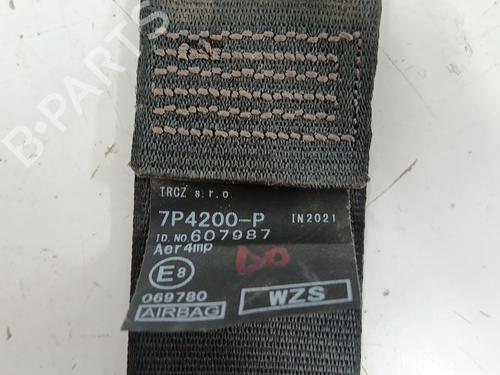 B-PARTS
TRCZ s.r.o.
7P4200-P IN2021
ID.NO.607987
Aer4mp
E8
069780 WZS
AIRBAG